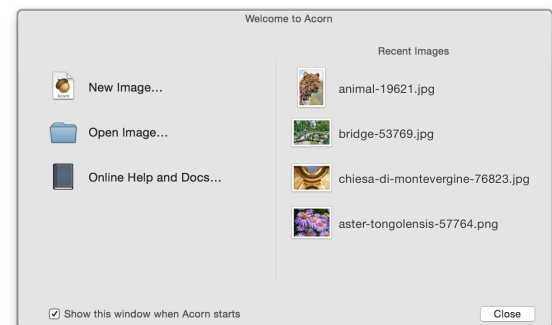 Welcome to Acorn
Acorn
New Image...
Open Image...
Online Help and Docs...
Recent Images
animal-19621.jpg
bridge-53769.jpg
chiesa-di-montevergine-76823.jpg
aster-tongolensis-57764.png
Show this window when Acorn starts
Close